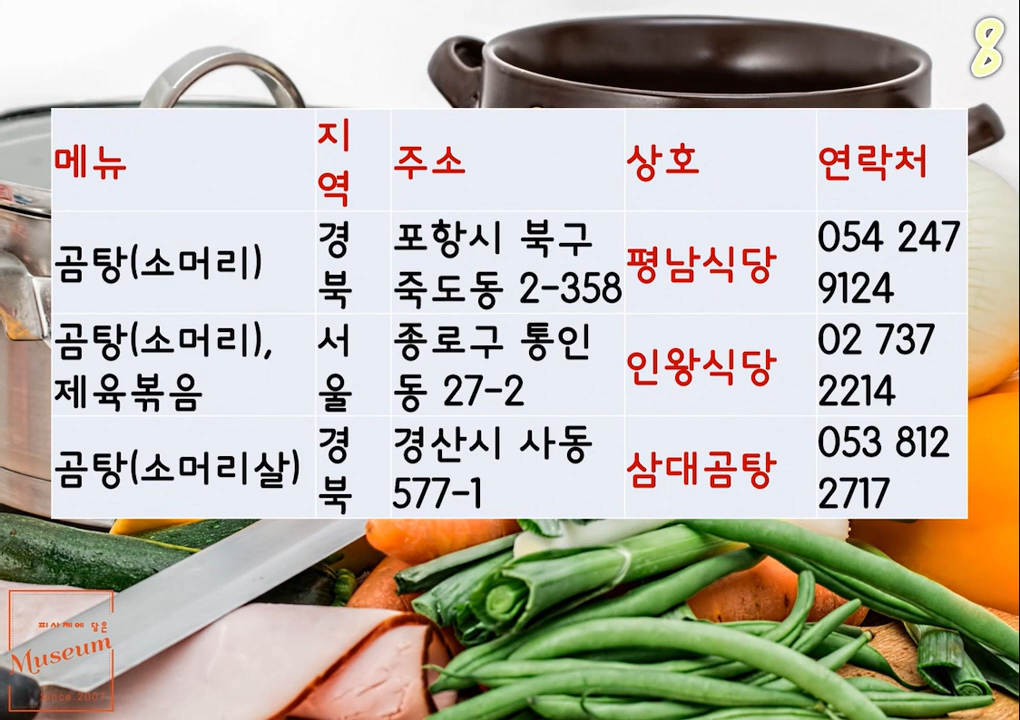 8
메뉴 지역 주소 상호 연락처
곰탕(소머리) 경북 포항시 북구 죽도동 2-358 평남식당 054 247 9124
곰탕(소머리), 제육볶음 서울 종로구 통인동 27-2 인왕식당 02 737 2214
곰탕(소머리살) 경북 경산시 사동 577-1 삼대곰탕 053 812 2717
Museum
Since 2007